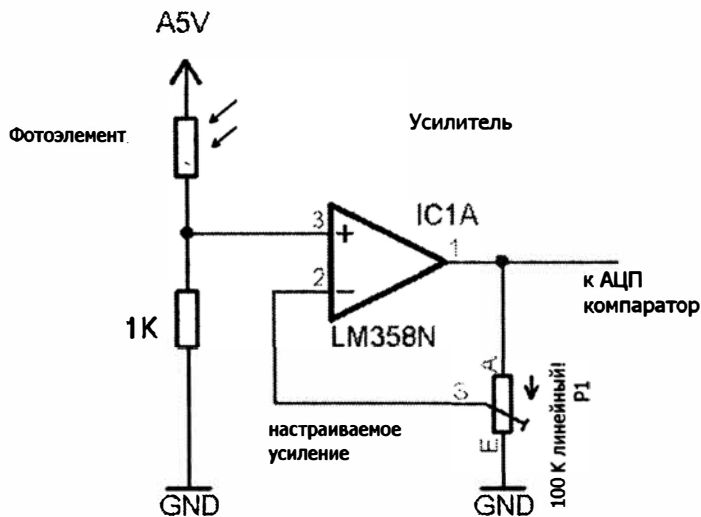 A5V
Фотоэлемент
Усилитель
IC1A
3
+
1
2
−
к АЦП
компаратор
1K
LM358N
A
S
E
100 К линейный!
P1
настраиваемое
усиление
GND
GND